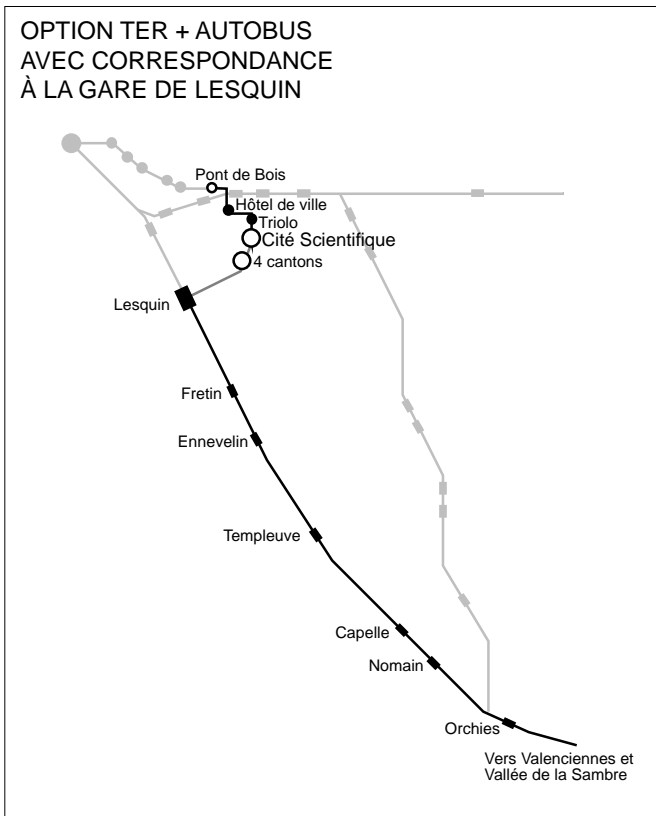 OPTION TER + AUTOBUS
AVEC CORRESPONDANCE
À LA GARE DE LESQUIN
Pont de Bois
Hôtel de ville
Triolo
Cité Scientifique
4 cantons
Lesquin
Fretin
Ennevelin
Templeuve
Capelle
Nomain
Orchies
Vers Valenciennes et
Vallée de la Sambre